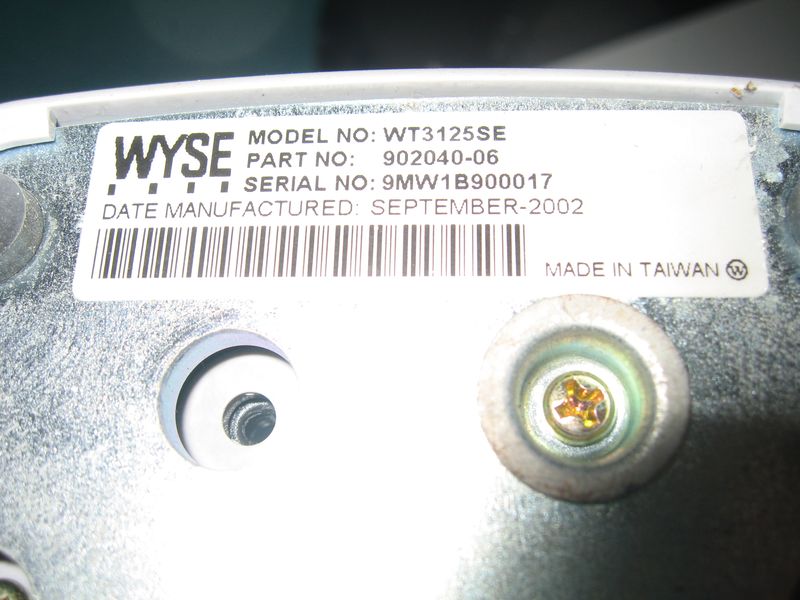 WYSE
MODEL NO: WT3125SE
PART NO: 902040-06
SERIAL NO: 9MW1B900017
DATE MANUFACTURED: SEPTEMBER-2002
MADE IN TAIWAN W